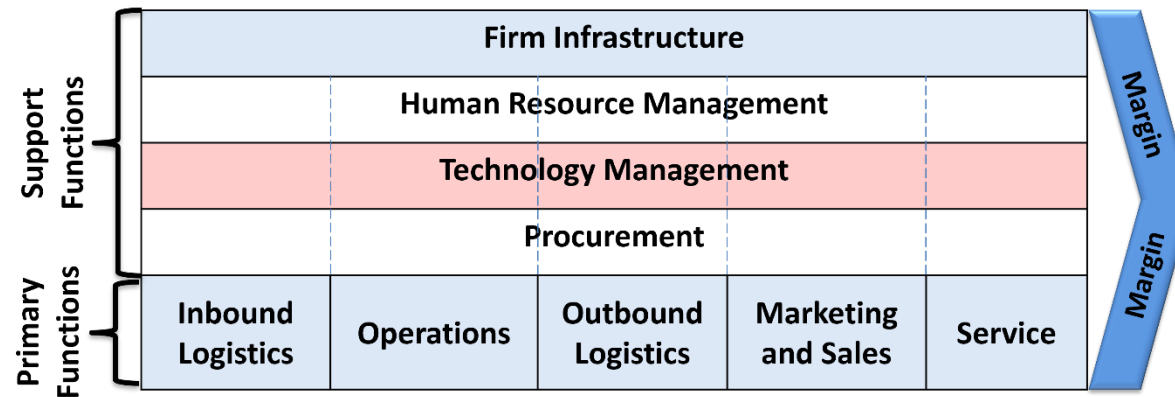 Support
Functions
Firm Infrastructure
Human Resource Management
Technology Management
Procurement
Margin
Primary
Functions
Inbound
Logistics
Operations
Outbound
Logistics
Marketing
and Sales
Service
Margin